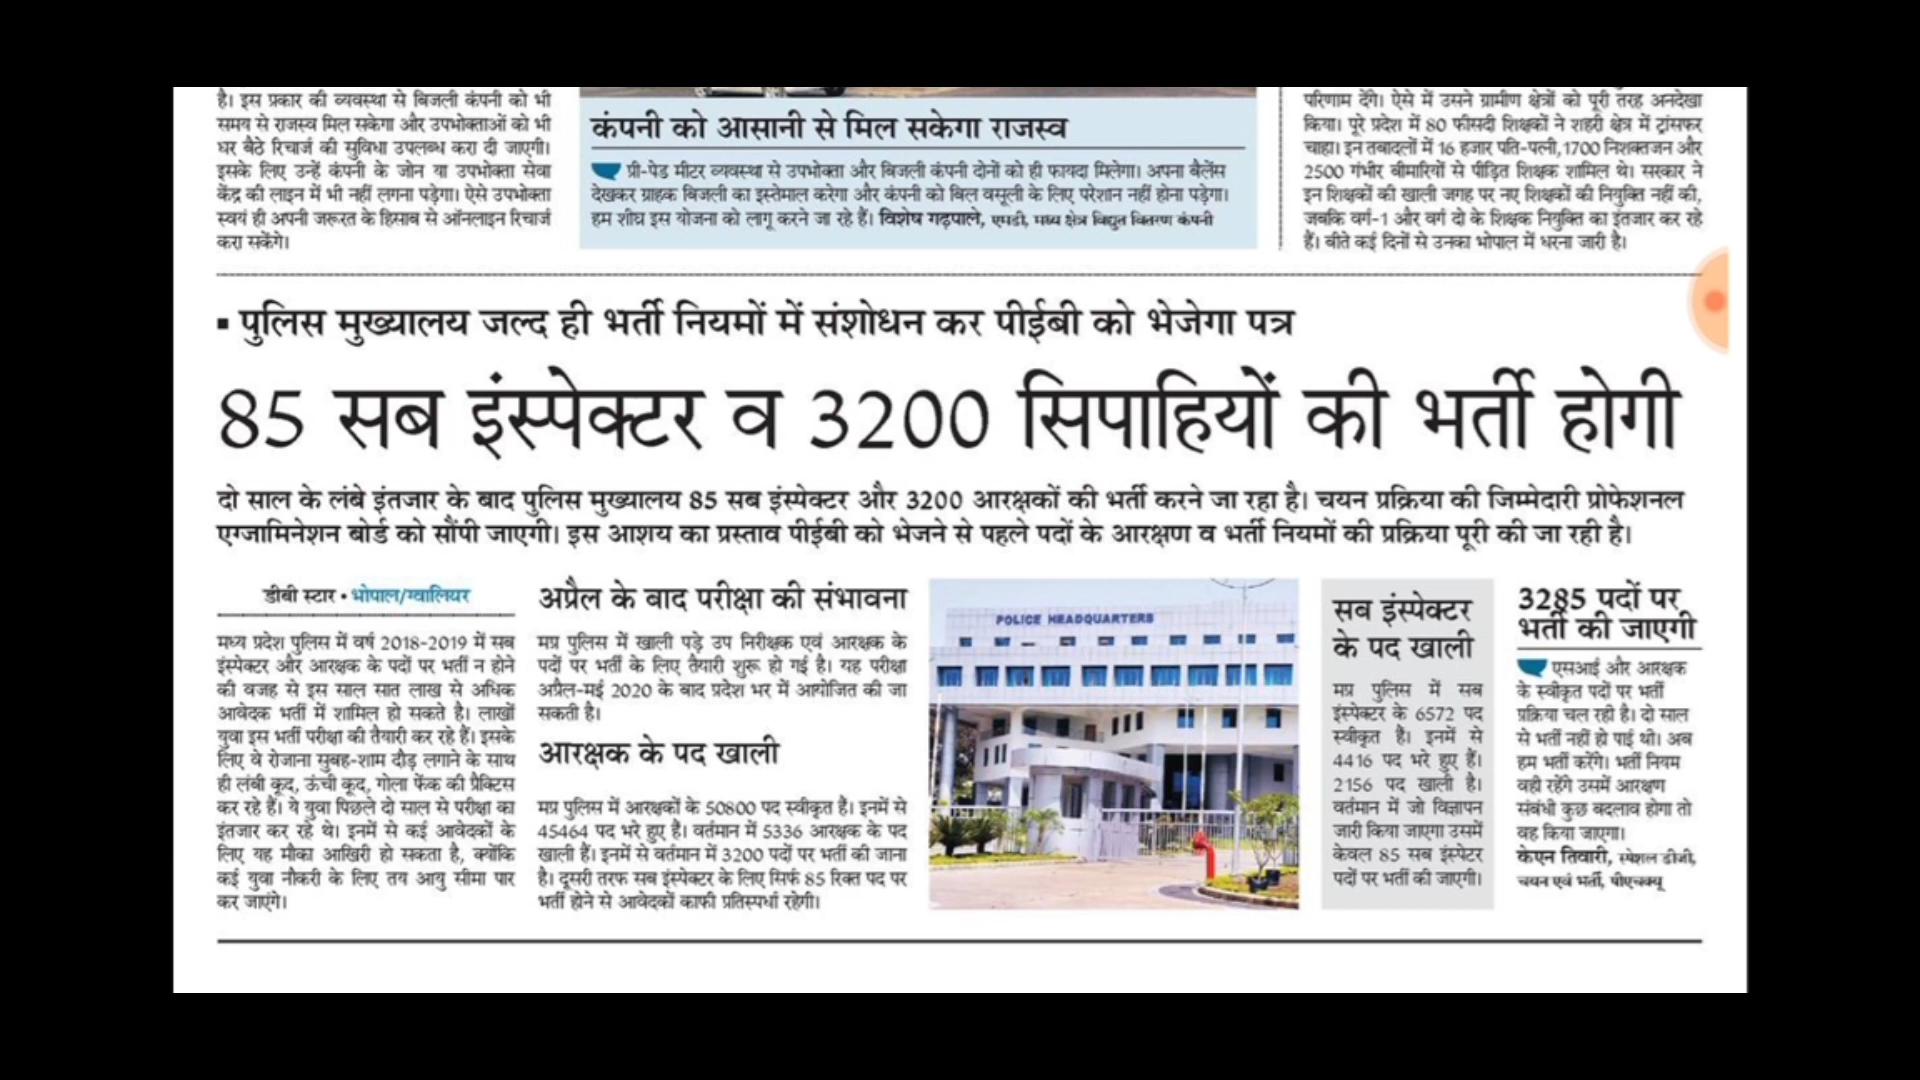 है। इस प्रकार की व्यवस्था से बिजली कंपनी को भी
समय से राजस्व मिल सकेगा और उपभोक्ताओं को भी
घर बैठे रिचार्ज की सुविधा उपलब्ध करा दी जाएगी।
इसके लिए उन्हें कंपनी के जोन या उपभोक्ता सेवा
केंद्र की लाइन में भी नहीं लगना पड़ेगा। ऐसे उपभोक्ता
स्वयं ही अपनी जरूरत के हिसाब से ऑनलाइन रिचार्ज
करा सकेंगे।
कंपनी को आसानी से मिल सकेगा राजस्व
प्री-पेड मीटर व्यवस्था से उपभोक्ता और बिजली कंपनी दोनों को ही फायदा मिलेगा। अपना बैलेंस
देखकर ग्राहक बिजली का इस्तेमाल करेगा और कंपनी को बिल वसूली के लिए परेशान नहीं होना पड़ेगा।
हम शीघ्र इस योजना को लागू करने जा रहे हैं। विशेष गढ़पाले, एमडी, मध्य क्षेत्र विद्युत वितरण कंपनी
परिणाम देंगे। ऐसे में उसने ग्रामीण क्षेत्रों को पूरी तरह अनदेखा
किया। पूरे प्रदेश में 80 फीसदी शिक्षकों ने शहरी क्षेत्र में ट्रांसफर
चाहा। इन तबादलों में 16 हजार पति-पत्नी, 1700 निशक्तजन और
2500 गंभीर बीमारियों से पीड़ित शिक्षक शामिल थे। सरकार ने
इन शिक्षकों की खाली जगह पर नए शिक्षकों की नियुक्ति नहीं की,
जबकि वर्ग-1 और वर्ग दो के शिक्षक नियुक्ति का इंतजार कर रहे
हैं। बीते कई दिनों से उनका भोपाल में धरना जारी है।
▪ पुलिस मुख्यालय जल्द ही भर्ती नियमों में संशोधन कर पीईबी को भेजेगा पत्र
85 सब इंस्पेक्टर व 3200 सिपाहियों की भर्ती होगी
दो साल के लंबे इंतजार के बाद पुलिस मुख्यालय 85 सब इंस्पेक्टर और 3200 आरक्षकों की भर्ती करने जा रहा है। चयन प्रक्रिया की जिम्मेदारी प्रोफेशनल
एग्जामिनेशन बोर्ड को सौंपी जाएगी। इस आशय का प्रस्ताव पीईबी को भेजने से पहले पदों के आरक्षण व भर्ती नियमों की प्रक्रिया पूरी की जा रही है।
डीबी स्टार • भोपाल/ग्वालियर
मध्य प्रदेश पुलिस में वर्ष 2018-2019 में सब
इंस्पेक्टर और आरक्षक के पदों पर भर्ती न होने
की वजह से इस साल सात लाख से अधिक
आवेदक भर्ती में शामिल हो सकते है। लाखों
युवा इस भर्ती परीक्षा की तैयारी कर रहे हैं। इसके
लिए वे रोजाना सुबह-शाम दौड़ लगाने के साथ
ही लंबी कूद, ऊंची कूद, गोला फेंक की प्रैक्टिस
कर रहे हैं। ये युवा पिछले दो साल से परीक्षा का
इंतजार कर रहे थे। इनमें से कई आवेदकों के
लिए यह मौका आखिरी हो सकता है, क्योंकि
कई युवा नौकरी के लिए तय आयु सीमा पार
कर जाएंगे।
अप्रैल के बाद परीक्षा की संभावना
मप्र पुलिस में खाली पड़े उप निरीक्षक एवं आरक्षक के
पदों पर भर्ती के लिए तैयारी शुरू हो गई है। यह परीक्षा
अप्रैल-मई 2020 के बाद प्रदेश भर में आयोजित की जा
सकती है।
आरक्षक के पद खाली
मप्र पुलिस में आरक्षकों के 50800 पद स्वीकृत हैं। इनमें से
45464 पद भरे हुए हैं। वर्तमान में 5336 आरक्षक के पद
खाली हैं। इनमें से वर्तमान में 3200 पदों पर भर्ती की जाना
है। दूसरी तरफ सब इंस्पेक्टर के लिए सिर्फ 85 रिक्त पद पर
भर्ती होने से आवेदकों काफी प्रतिस्पर्धा रहेगी।
POLICE HEADQUARTERS
सब इंस्पेक्टर
के पद खाली
मप्र पुलिस में सब
इंस्पेक्टर के 6572 पद
स्वीकृत है। इनमें से
4416 पद भरे हुए हैं।
2156 पद खाली है।
वर्तमान में जो विज्ञापन
जारी किया जाएगा उसमें
केवल 85 सब इंस्पेटर
पदों पर भर्ती की जाएगी।
3285 पदों पर
भर्ती की जाएगी
एसआई और आरक्षक
के स्वीकृत पदों पर भर्ती
प्रक्रिया चल रही है। दो साल
से भर्ती नहीं हो पाई थी। अब
हम भर्ती करेंगे। भर्ती नियम
वही रहेंगे उसमें आरक्षण
संबंधी कुछ बदलाव होगा तो
वह किया जाएगा।
केएन तिवारी, स्पेशल डीजी,
चयन एवं भर्ती, पीएचक्यू